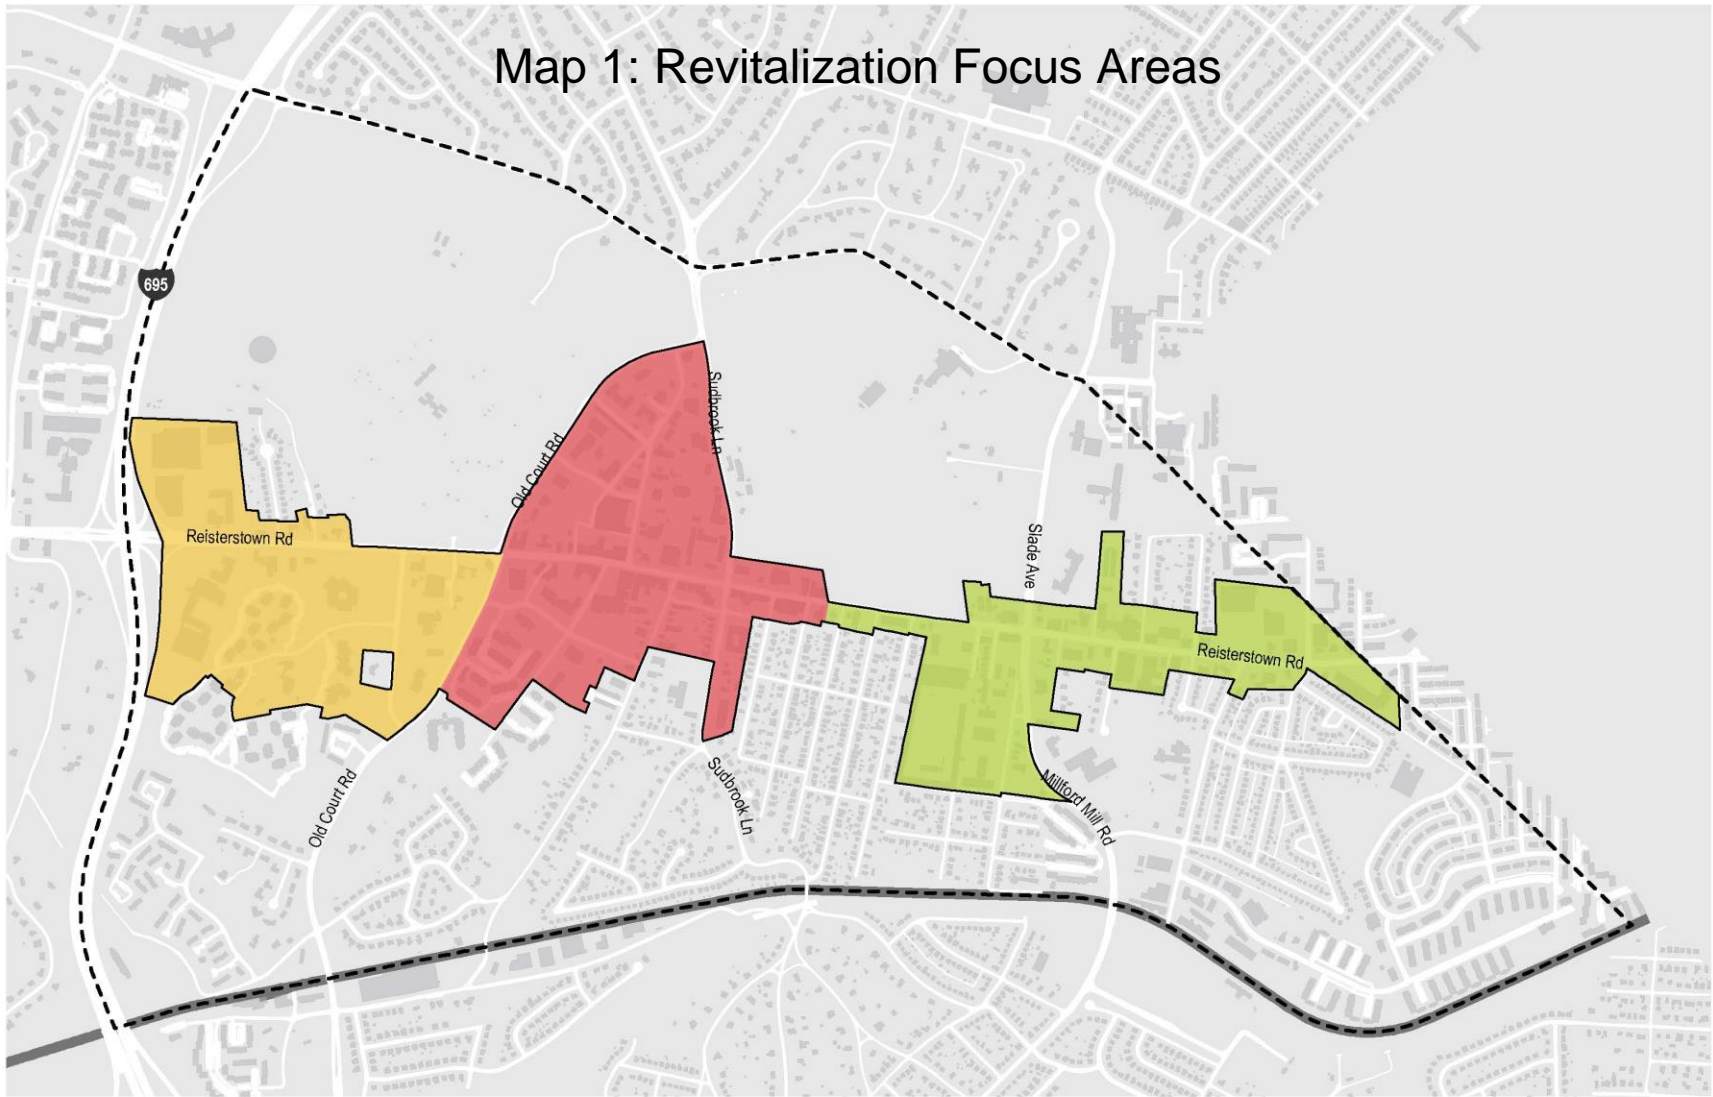 Map 1: Revitalization Focus Areas
695
Sudbrook Ln
Old Court Rd
Reisterstown Rd
Slade Ave
Reisterstown Rd
Old Court Rd
Sudbrook Ln
Millford Mill Rd